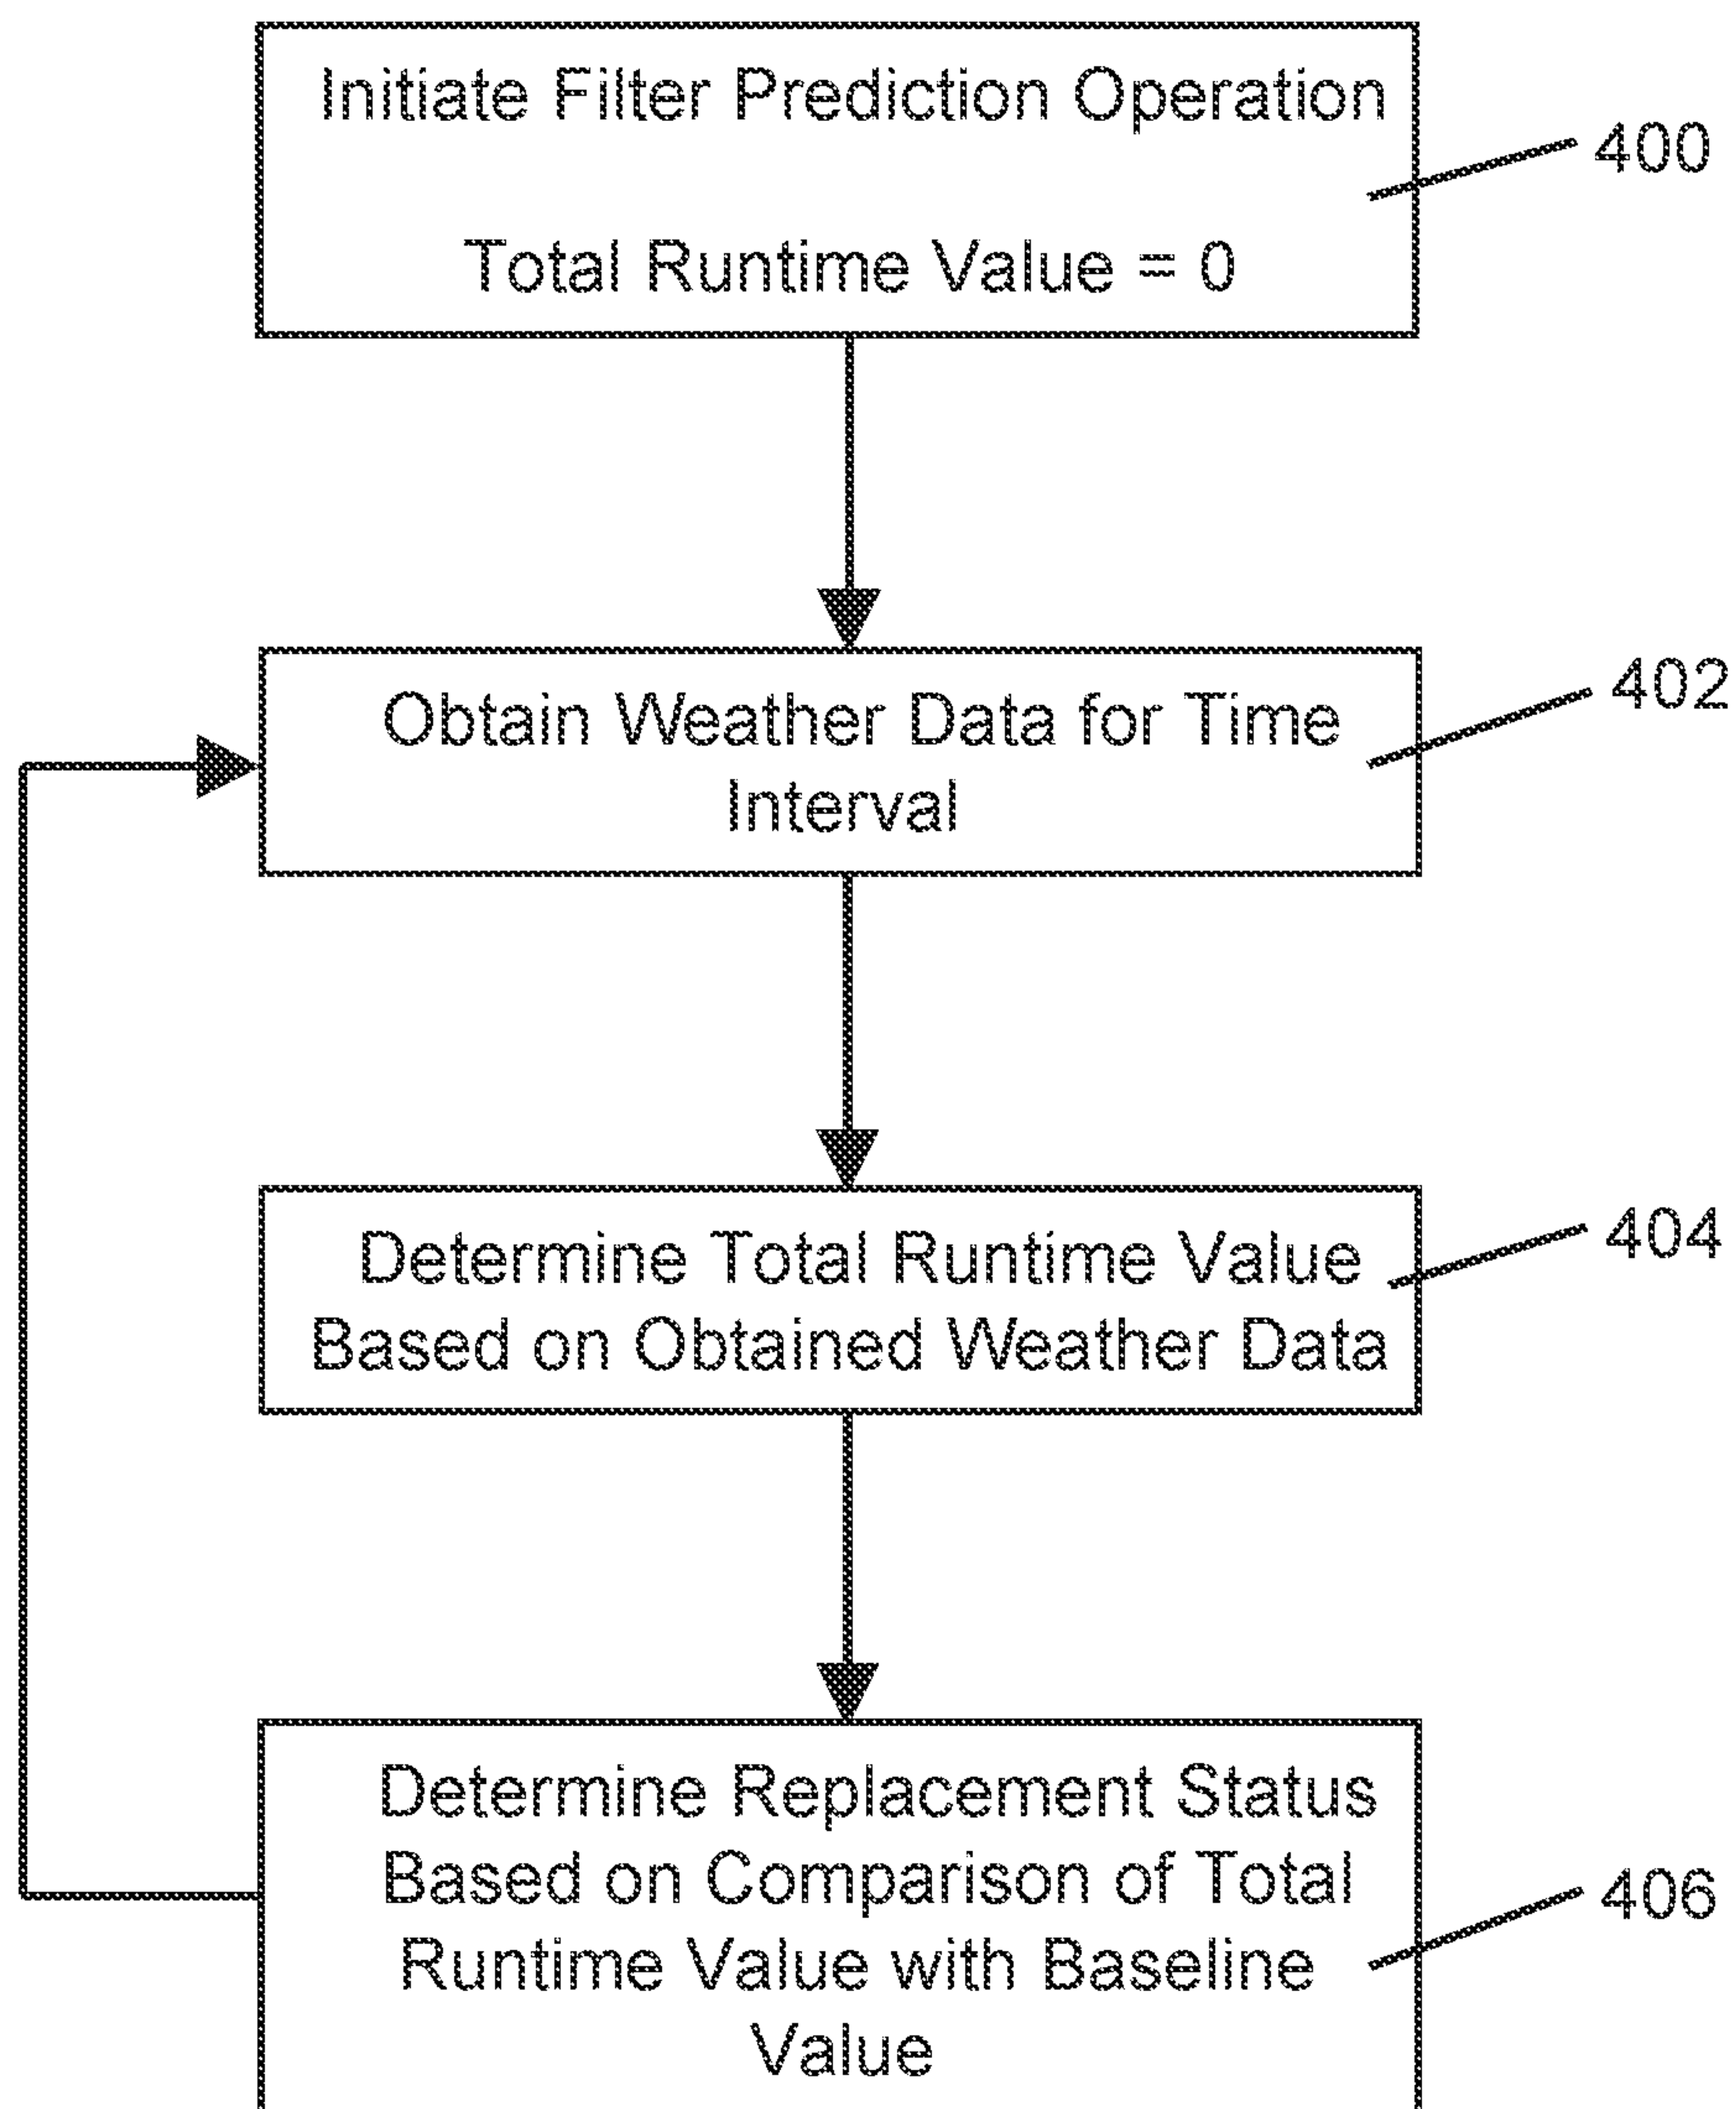 Initiate Filter Prediction Operation
400
Total Runtime Value = 0
Obtain Weather Data for Time
Interval
402
Determine Total Runtime Value
Based on Obtained Weather Data
404
Determine Replacement Status
Based on Comparison of Total
Runtime Value with Baseline
Value
406